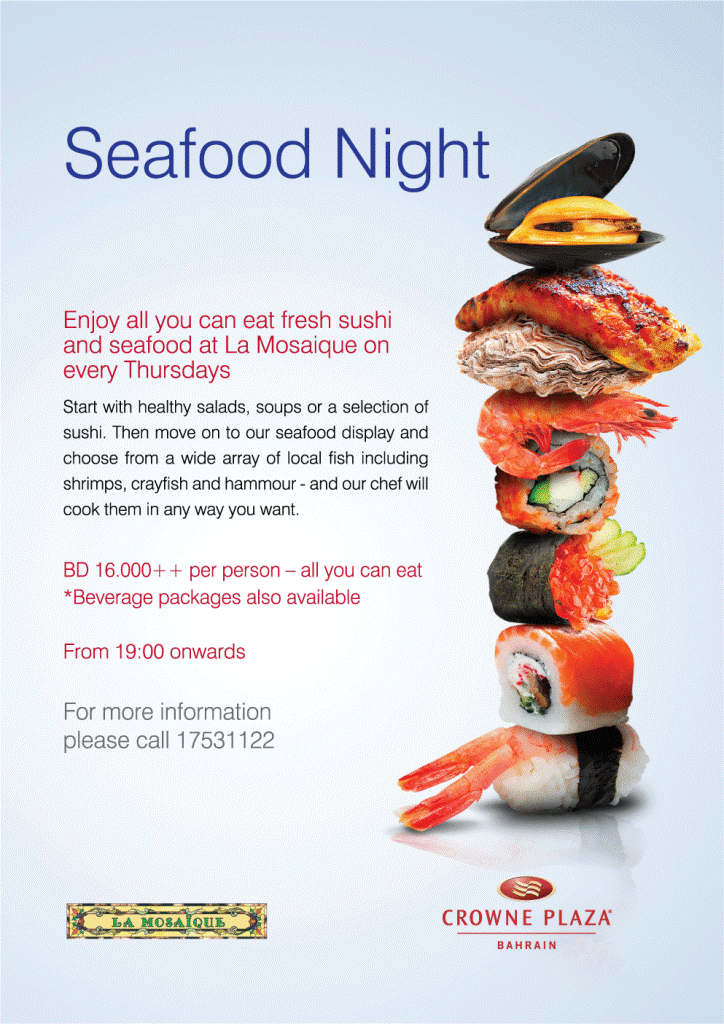 Seafood Night
Enjoy all you can eat fresh sushi
and seafood at La Mosaique on
every Thursdays
Start with healthy salads, soups or a selection of
sushi. Then move on to our seafood display and
choose from a wide array of local fish including
shrimps, crayfish and hammour - and our chef will
cook them in any way you want.
BD 16.000++ per person – all you can eat
*Beverage packages also available
From 19:00 onwards
For more information
please call 17531122
LA MOSAÏQUE
CROWNE PLAZA®
BAHRAIN